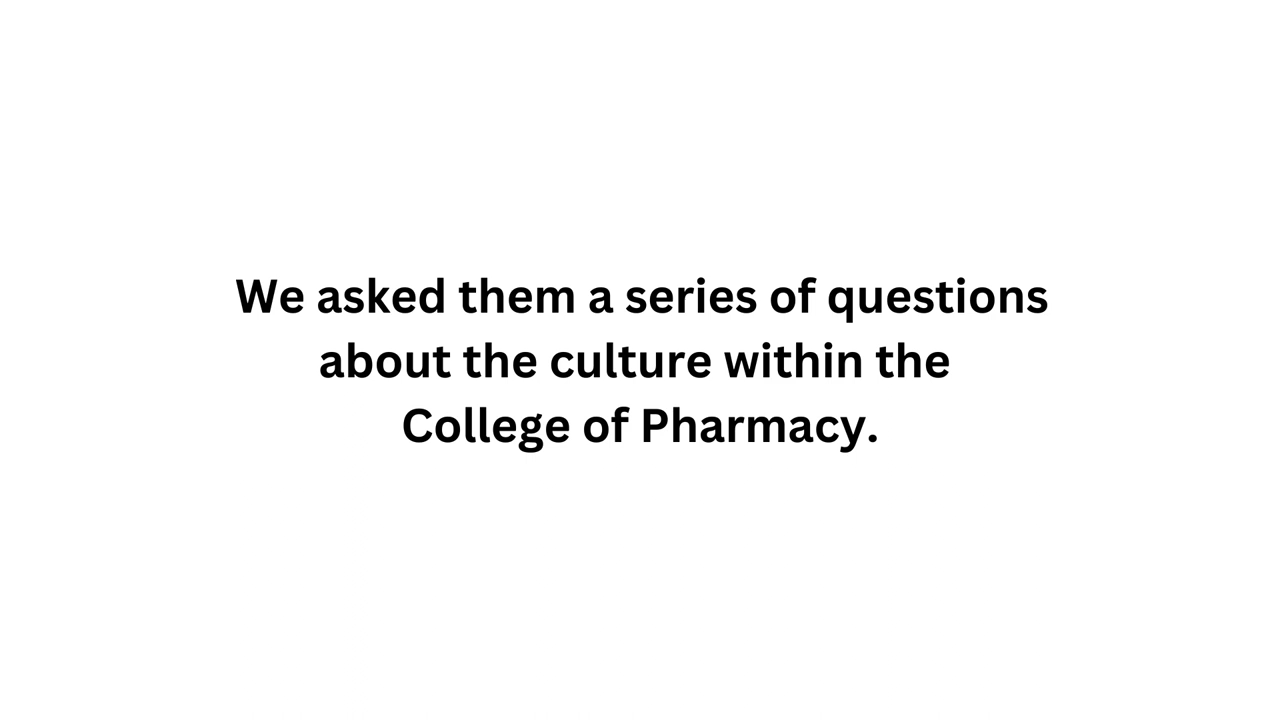 We asked them a series of questions
about the culture within the
College of Pharmacy.